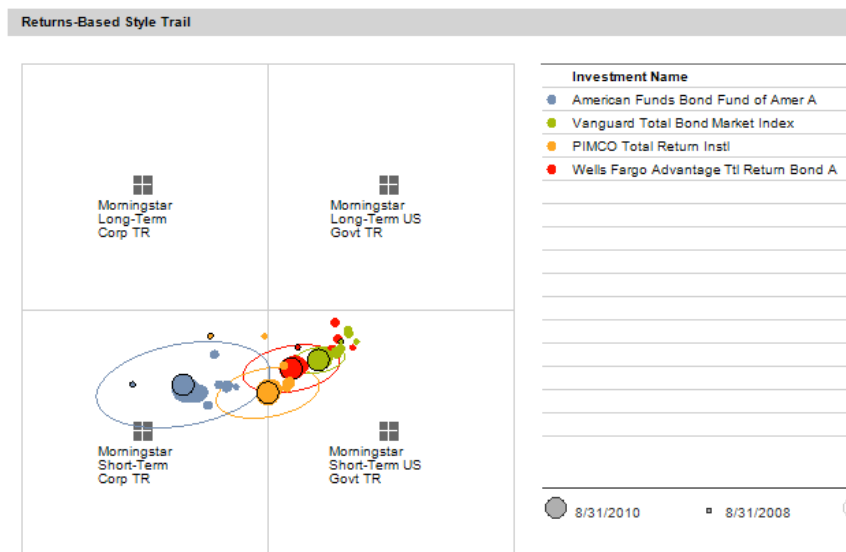 Returns-Based Style Trail
Investment Name
American Funds Bond Fund of Amer A
Vanguard Total Bond Market Index
PIMCO Total Return Instl
Wells Fargo Advantage Ttl Return Bond A
Morningstar
Long-Term
Corp TR
Morningstar
Long-Term US
Govt TR
Morningstar
Short-Term
Corp TR
Morningstar
Short-Term US
Govt TR
8/31/2010
8/31/2008